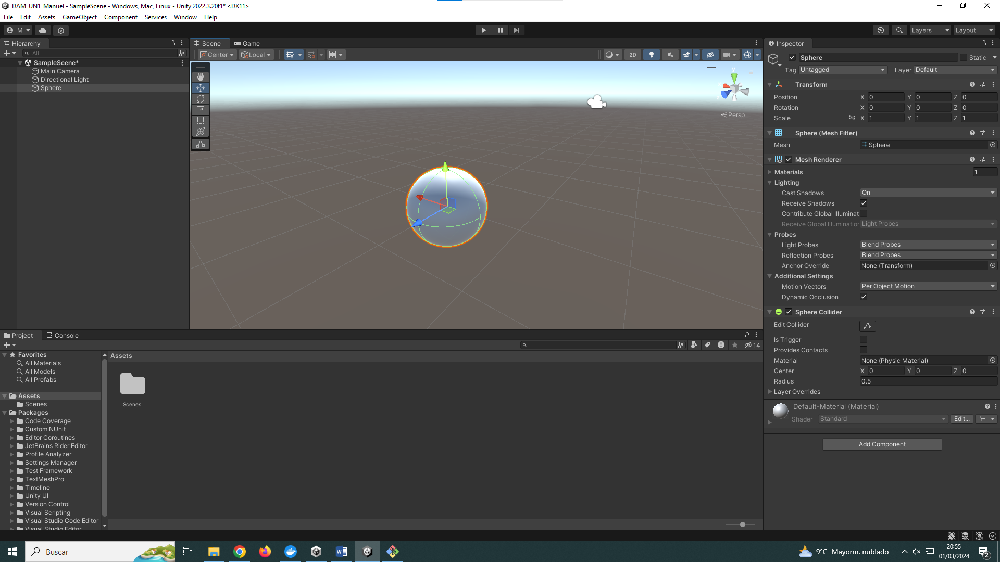 DAM_UN1_Manuel - SampleScene - Windows, Mac, Linux - Unity 2022.3.20f1* <DX11>
File Edit Assets GameObject Component Services Window Help
M
Layers
Layout
Hierarchy
All
SampleScene*
Main Camera
Directional Light
Sphere
Scene
Game
Center
Local
2D
y
x
z
Persp
Inspector
Sphere
Static
Tag Untagged
Layer Default
Transform
Position X 0 Y 0 Z 0
Rotation X 0 Y 0 Z 0
Scale X 1 Y 1 Z 1
Sphere (Mesh Filter)
Mesh Sphere
Mesh Renderer
Materials 1
Lighting
Cast Shadows On
Receive Shadows
Contribute Global Illuminat
Receive Global Illumination Light Probes
Probes
Light Probes Blend Probes
Reflection Probes Blend Probes
Anchor Override None (Transform)
Additional Settings
Motion Vectors Per Object Motion
Dynamic Occlusion
Sphere Collider
Edit Collider
Is Trigger
Provides Contacts
Material None (Physic Material)
Center X 0 Y 0 Z 0
Radius 0.5
Layer Overrides
Default-Material (Material)
Shader Standard Edit...
Add Component
Project
Console
14
Favorites
All Materials
All Models
All Prefabs
Assets
Scenes
Packages
Code Coverage
Custom NUnit
Editor Coroutines
JetBrains Rider Editor
Profile Analyzer
Settings Manager
Test Framework
TextMeshPro
Timeline
Unity UI
Version Control
Visual Scripting
Visual Studio Code Editor
Visual Studio Editor
Assets
Scenes
Buscar
9°C Mayorm. nublado
20:55
01/03/2024
2